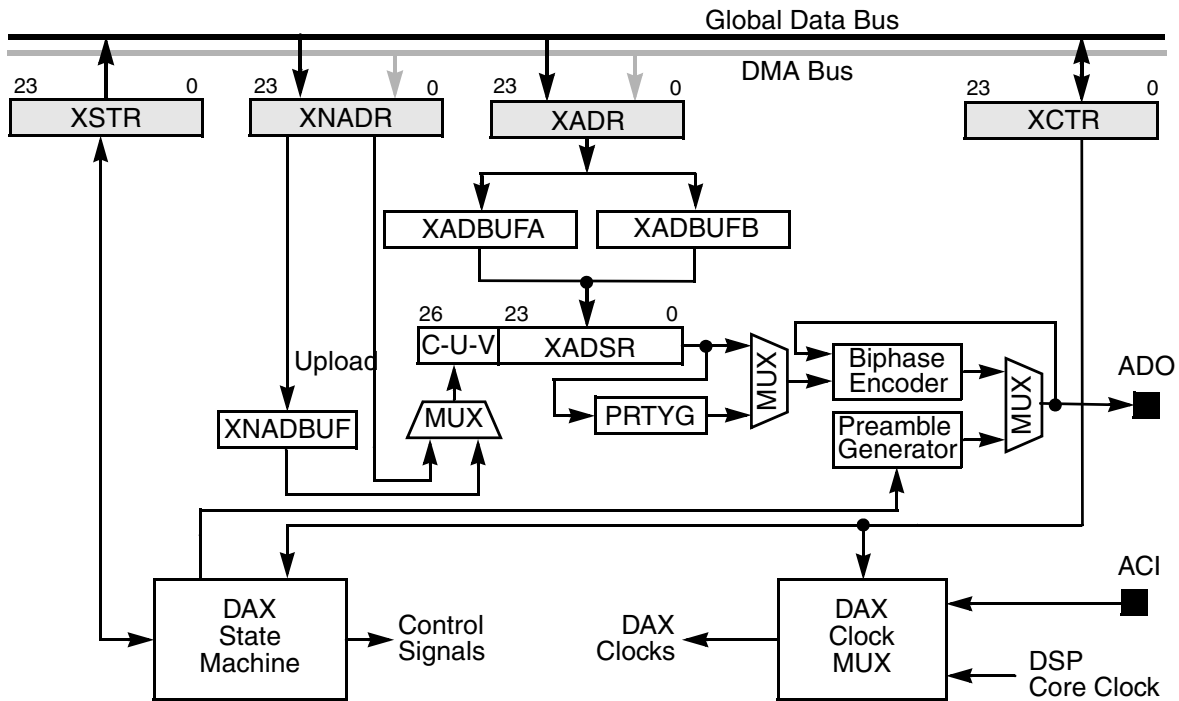 Global Data Bus
DMA Bus
23 0
23 0
23 0
23 0
XSTR
XNADR
XADR
XCTR
XADBUFA
XADBUFB
26 23 0
C-U-V
XADSR
Upload
MUX
XNADBUF
PRTYG
MUX
Biphase
Encoder
Preamble
Generator
MUX
ADO
DAX
State
Machine
Control
Signals
DAX
Clocks
DAX
Clock
MUX
ACI
DSP
Core Clock